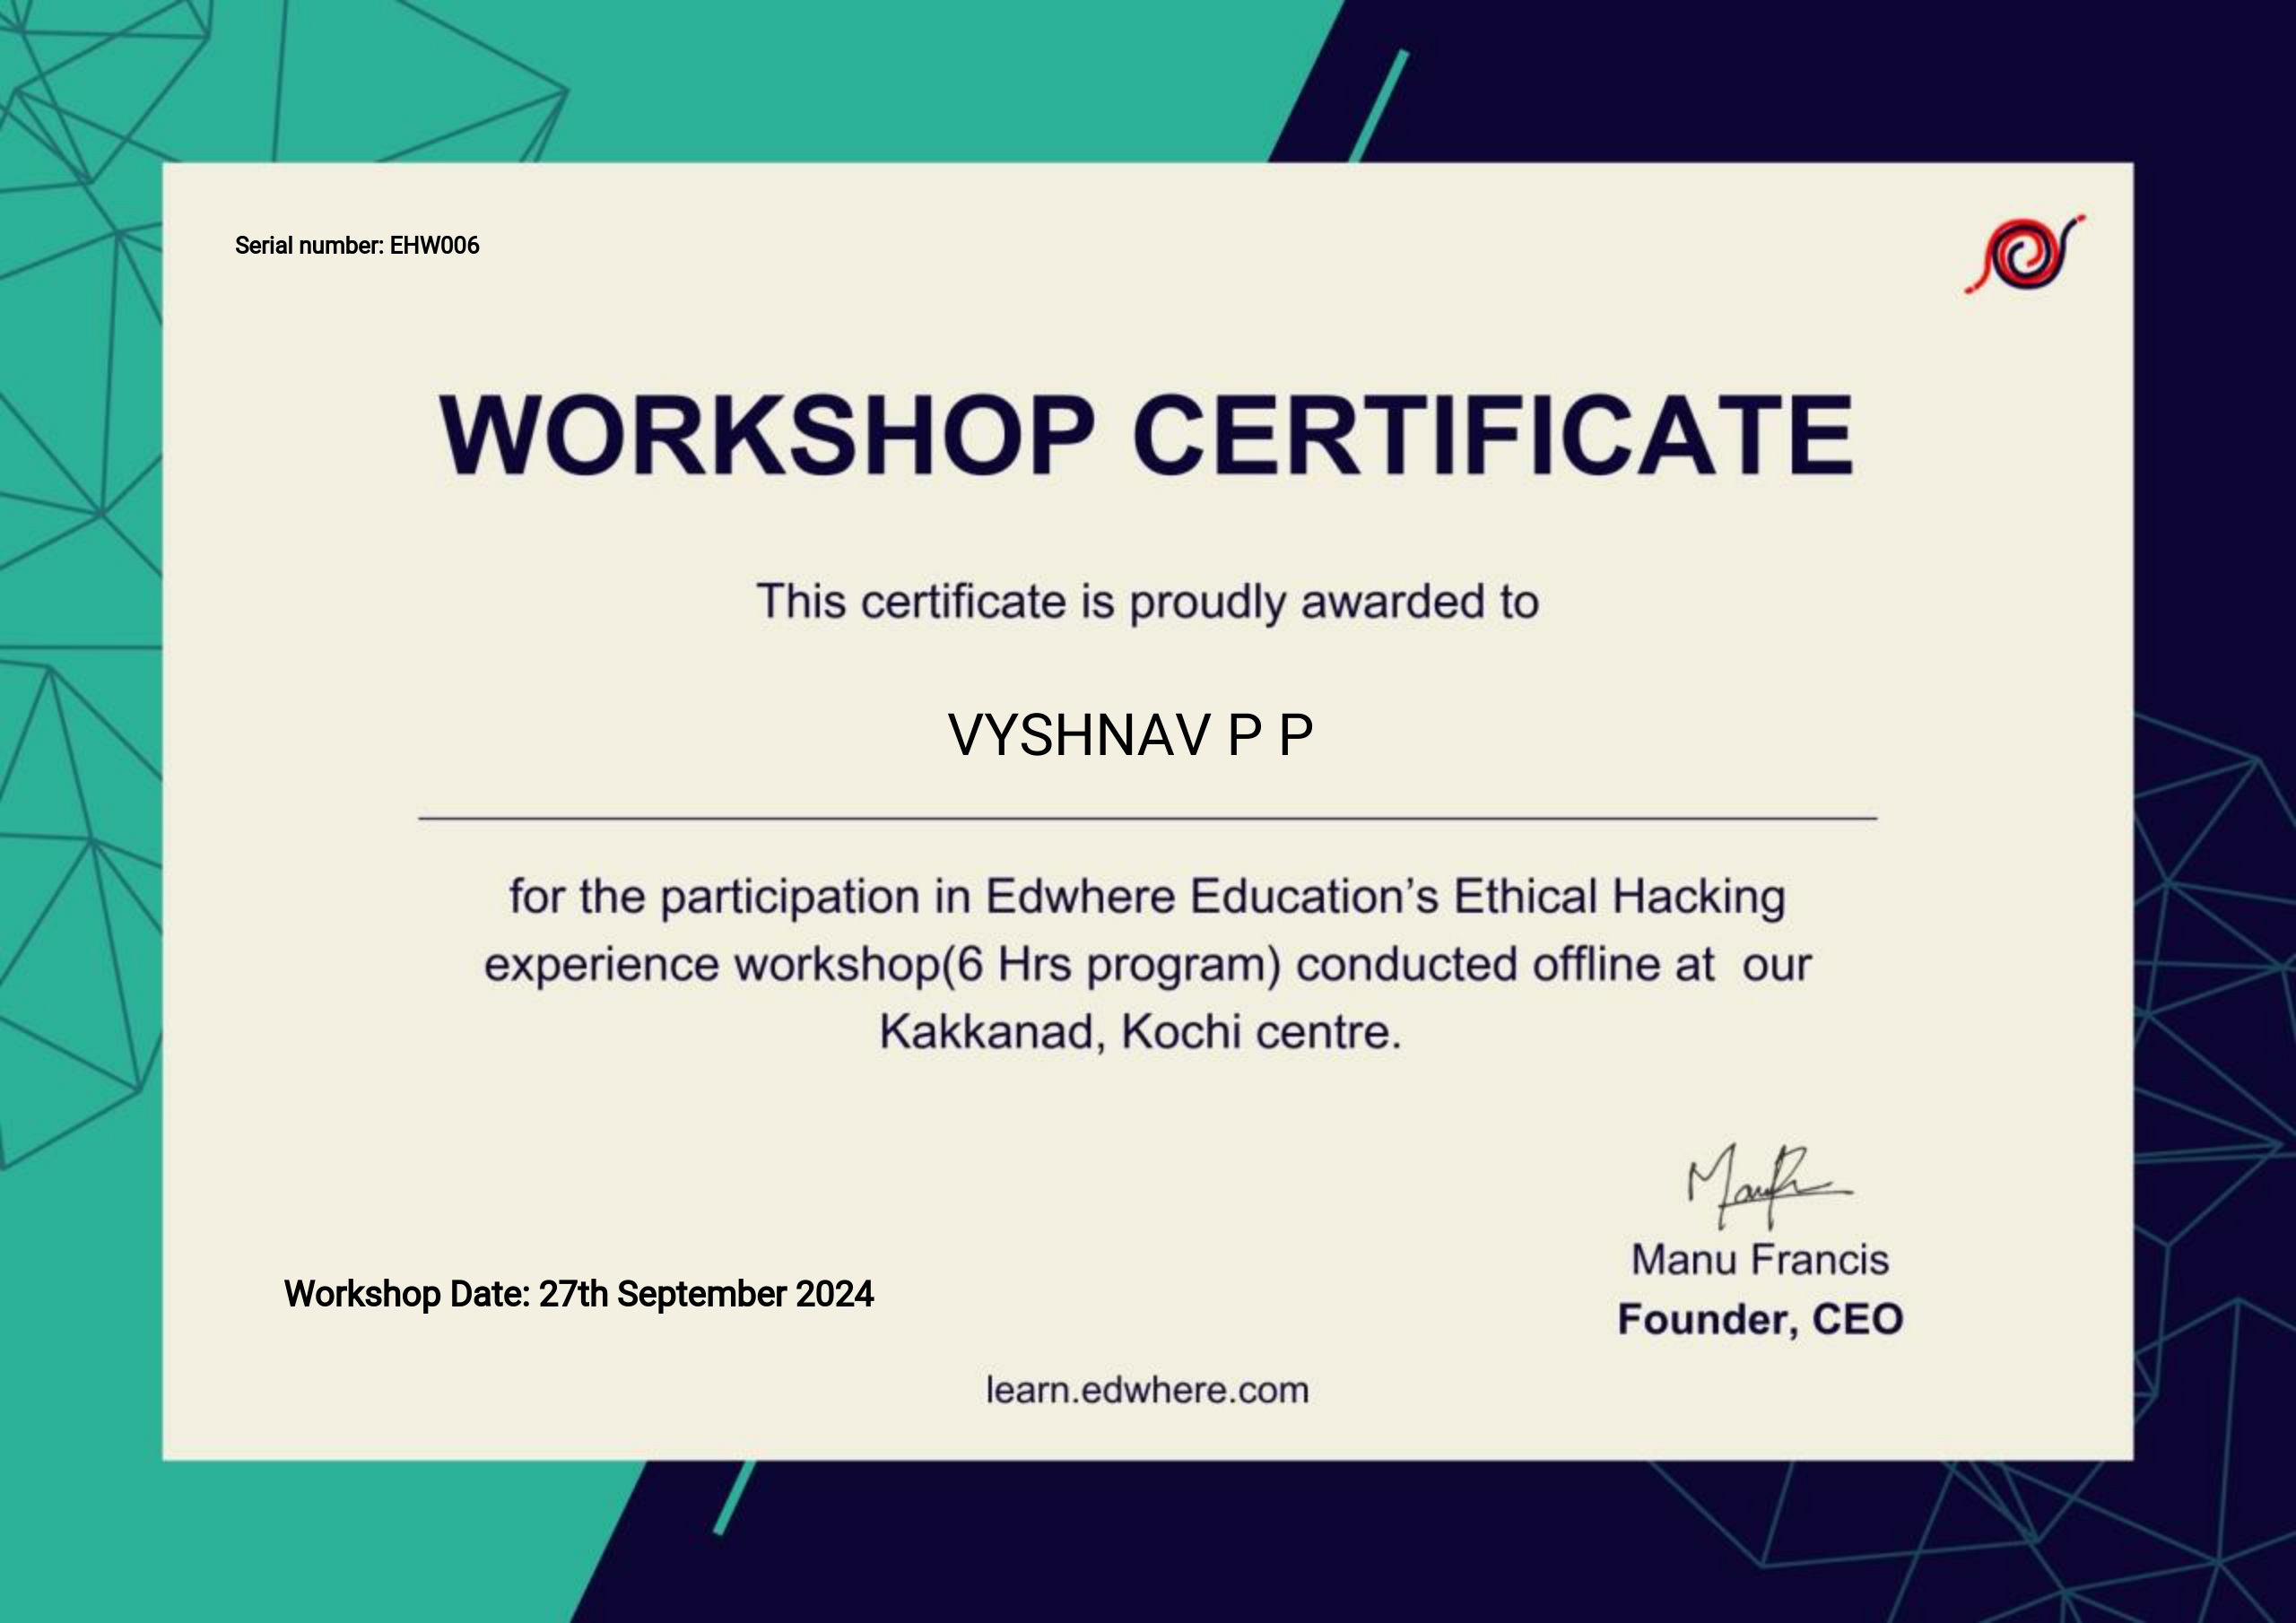 Serial number: EHW006
WORKSHOP CERTIFICATE
This certificate is proudly awarded to
VYSHNAV P P
for the participation in Edwhere Education’s Ethical Hacking
experience workshop(6 Hrs program) conducted offline at  our
Kakkanad, Kochi centre.
Manu Francis
Workshop Date: 27th September 2024
Founder, CEO
learn.edwhere.com